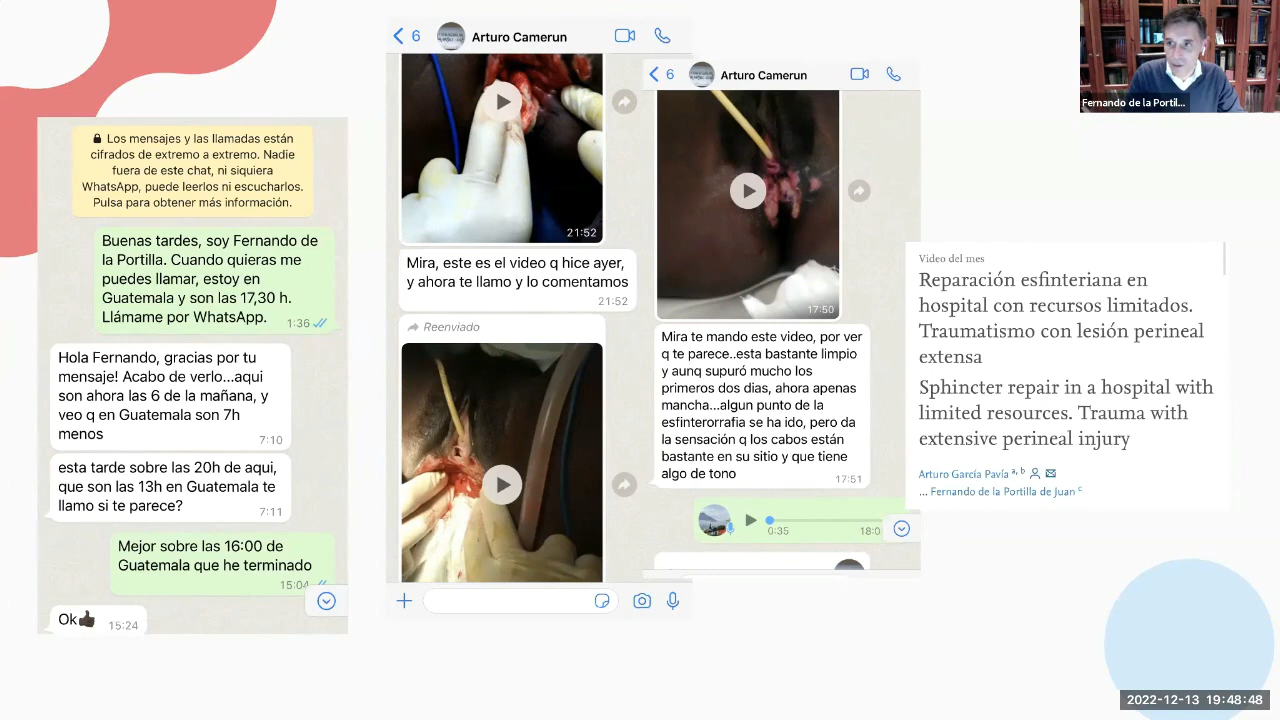 Los mensajes y las llamadas están
cifrados de extremo a extremo. Nadie
fuera de este chat, ni siquiera
WhatsApp, puede leerlos ni escucharlos.
Pulsa para obtener más información.
Buenas tardes, soy Fernando de
la Portilla. Cuando quieras me
puedes llamar, estoy en
Guatemala y son las 17,30 h.
Llámame por WhatsApp.
1:36
Hola Fernando, gracias por tu
mensaje! Acabo de verlo...aqui
son ahora las 6 de la mañana, y
veo q en Guatemala son 7h
menos
7:10
esta tarde sobre las 20h de aqui,
que son las 13h en Guatemala te
llamo si te parece?
7:11
Mejor sobre las 16:00 de
Guatemala que he terminado
15:04
Ok
15:24
6
Arturo Camerun
21:52
Mira, este es el video q hice ayer,
y ahora te llamo y lo comentamos
21:52
Reenviado
6
Arturo Camerun
17:50
Mira te mando este video, por ver
q te parece..esta bastante limpio
y aunq supuró mucho los
primeros dos dias, ahora apenas
mancha...algun punto de la
esfinterorrafia se ha ido, pero da
la sensación q los cabos están
bastante en su sitio y que tiene
algo de tono
17:51
0:35
18:0
Video del mes
Reparación esfinteriana en
hospital con recursos limitados.
Traumatismo con lesión perineal
extensa
Sphincter repair in a hospital with
limited resources. Trauma with
extensive perineal injury
Arturo García Pavía a, b
... Fernando de la Portilla de Juan c
Fernando de la Portil...
2022-12-13 19:48:48